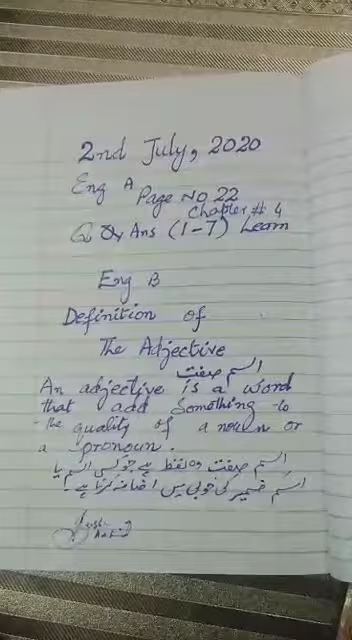 2nd July, 2020
Eng A Page No 22
Chapter # 4
Q & Ans (1-7) Learn
Eng B
Definition of
The Adjective
اسم صفت
An adjective is a word
that add Something to
the quality of a noun or
a pronoun.
اسم صفت وہ لفظ ہے جو کسی اسم یا
اسم ضمیر کی خوبی میں اضافہ کرتا ہے۔